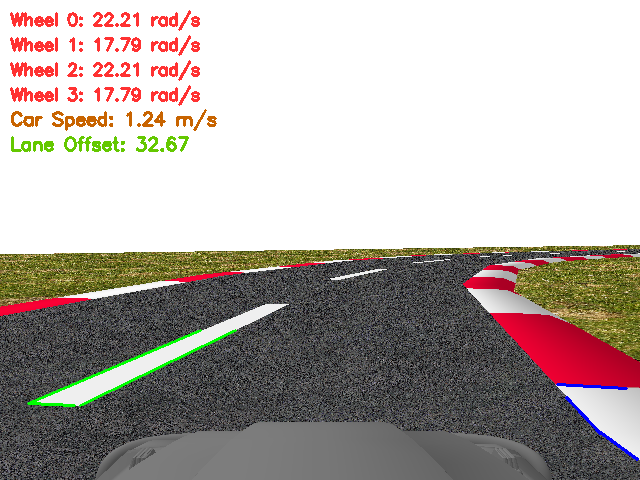 Wheel 0: 22.21 rad/s
Wheel 1: 17.79 rad/s
Wheel 2: 22.21 rad/s
Wheel 3: 17.79 rad/s
Car Speed: 1.24 m/s
Lane Offset: 32.67